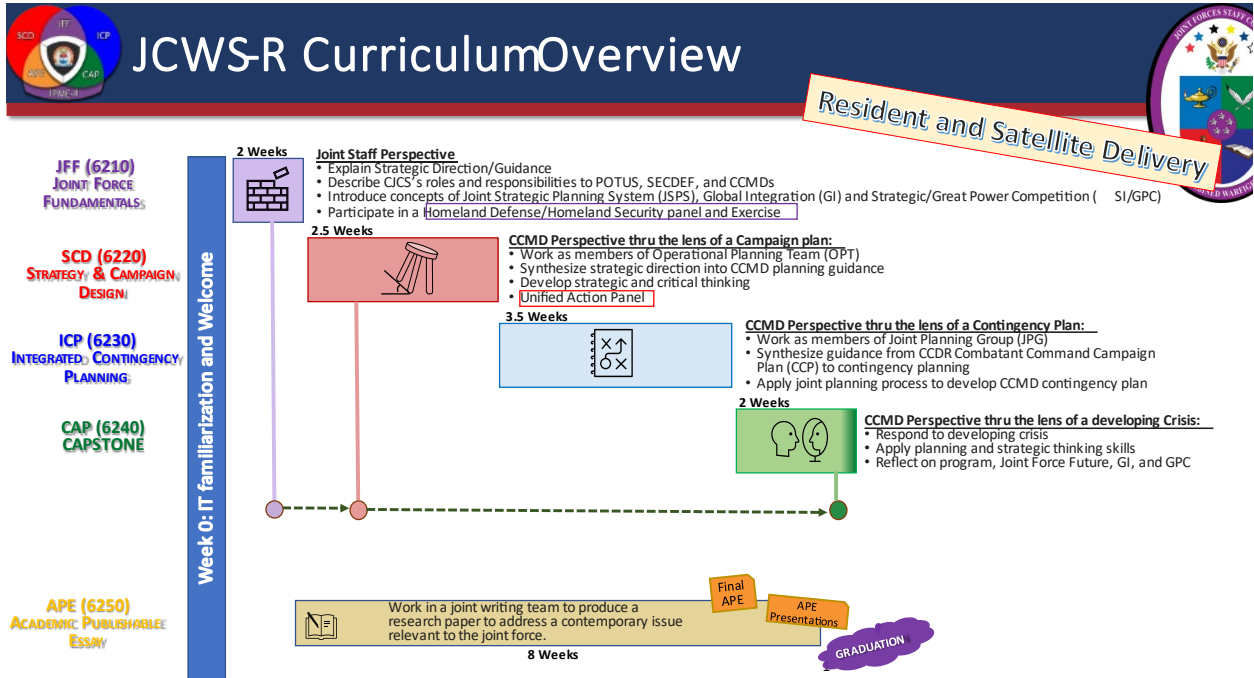 JCWS-R CurriculumOverview
SCD
JFF
ICP
APE
CAP
JPME-II
JOINT FORCES STAFF CO
Resident and Satellite Delivery
JFF (6210)
JOINT FORCE
FUNDAMENTALS
SCD (6220)
STRATEGY & CAMPAIGN
DESIGN
ICP (6230)
INTEGRATED CONTINGENCY
PLANNING
CAP (6240)
CAPSTONE
APE (6250)
ACADEMIC PUBLISHABLE
ESSAY
Week 0: IT familiarization and Welcome
2 Weeks
Joint Staff Perspective
• Explain Strategic Direction/Guidance
• Describe CJCS's roles and responsibilities to POTUS, SECDEF, and CCMDs
• Introduce concepts of Joint Strategic Planning System (JSPS), Global Integration (GI) and Strategic/Great Power Competition ( SI/GPC)
• Participate in a Homeland Defense/Homeland Security panel and Exercise
2.5 Weeks
CCMD Perspective thru the lens of a Campaign plan:
• Work as members of Operational Planning Team (OPT)
• Synthesize strategic direction into CCMD planning guidance
• Develop strategic and critical thinking
• Unified Action Panel
3.5 Weeks
CCMD Perspective thru the lens of a Contingency Plan:
• Work as members of Joint Planning Group (JPG)
• Synthesize guidance from CCDR Combatant Command Campaign
Plan (CCP) to contingency planning
• Apply joint planning process to develop CCMD contingency plan
2 Weeks
CCMD Perspective thru the lens of a developing Crisis:
• Respond to developing crisis
• Apply planning and strategic thinking skills
• Reflect on program, Joint Force Future, GI, and GPC
Work in a joint writing team to produce a
research paper to address a contemporary issue
relevant to the joint force.
8 Weeks
Final
APE
APE
Presentations
GRADUATION
1